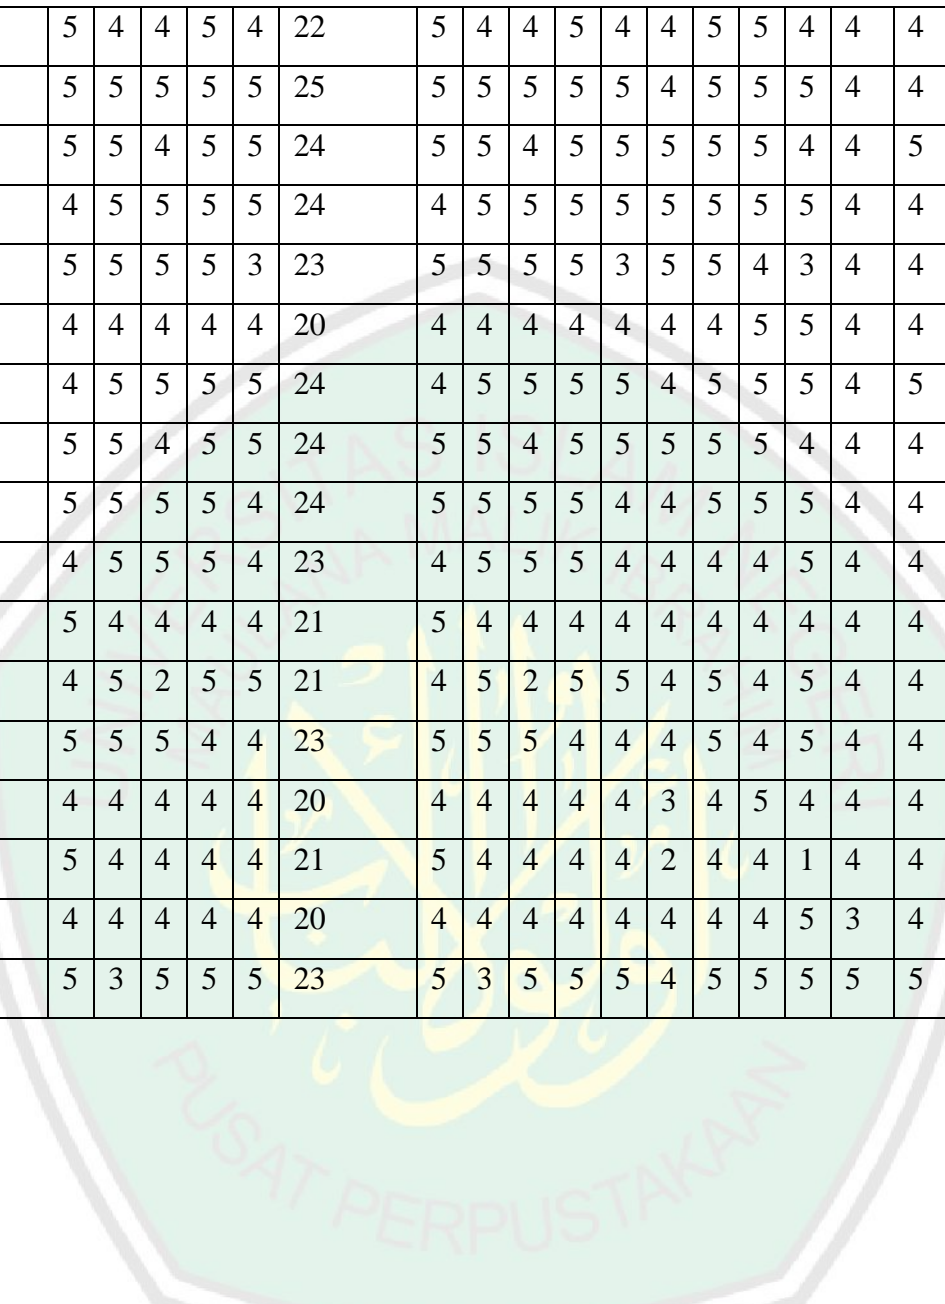 5 4 4 5 4 22 5 4 4 5 4 4 5 5 4 4 4
5 5 5 5 5 25 5 5 5 5 5 4 5 5 5 4 4
5 5 4 5 5 24 5 5 4 5 5 5 5 5 4 4 5
4 5 5 5 5 24 4 5 5 5 5 5 5 5 5 4 4
5 5 5 5 3 23 5 5 5 5 3 5 5 4 3 4 4
4 4 4 4 4 20 4 4 4 4 4 4 4 5 5 4 4
4 5 5 5 5 24 4 5 5 5 5 4 5 5 5 4 5
5 5 4 5 5 24 5 5 4 5 5 5 5 5 4 4 4
5 5 5 5 4 24 5 5 5 5 4 4 5 5 5 4 4
4 5 5 5 4 23 4 5 5 5 4 4 4 4 5 4 4
5 4 4 4 4 21 5 4 4 4 4 4 4 4 4 4 4
4 5 2 5 5 21 4 5 2 5 5 4 5 4 5 4 4
5 5 5 4 4 23 5 5 5 4 4 4 5 4 5 4 4
4 4 4 4 4 20 4 4 4 4 4 3 4 5 4 4 4
5 4 4 4 4 21 5 4 4 4 4 2 4 4 1 4 4
4 4 4 4 4 20 4 4 4 4 4 4 4 4 5 3 4
5 3 5 5 5 23 5 3 5 5 5 4 5 5 5 5 5
UNIVERSITAS ISLAM NEGERI
MAULANA MALIK IBRAHIM
PUSAT PERPUSTAKAAN